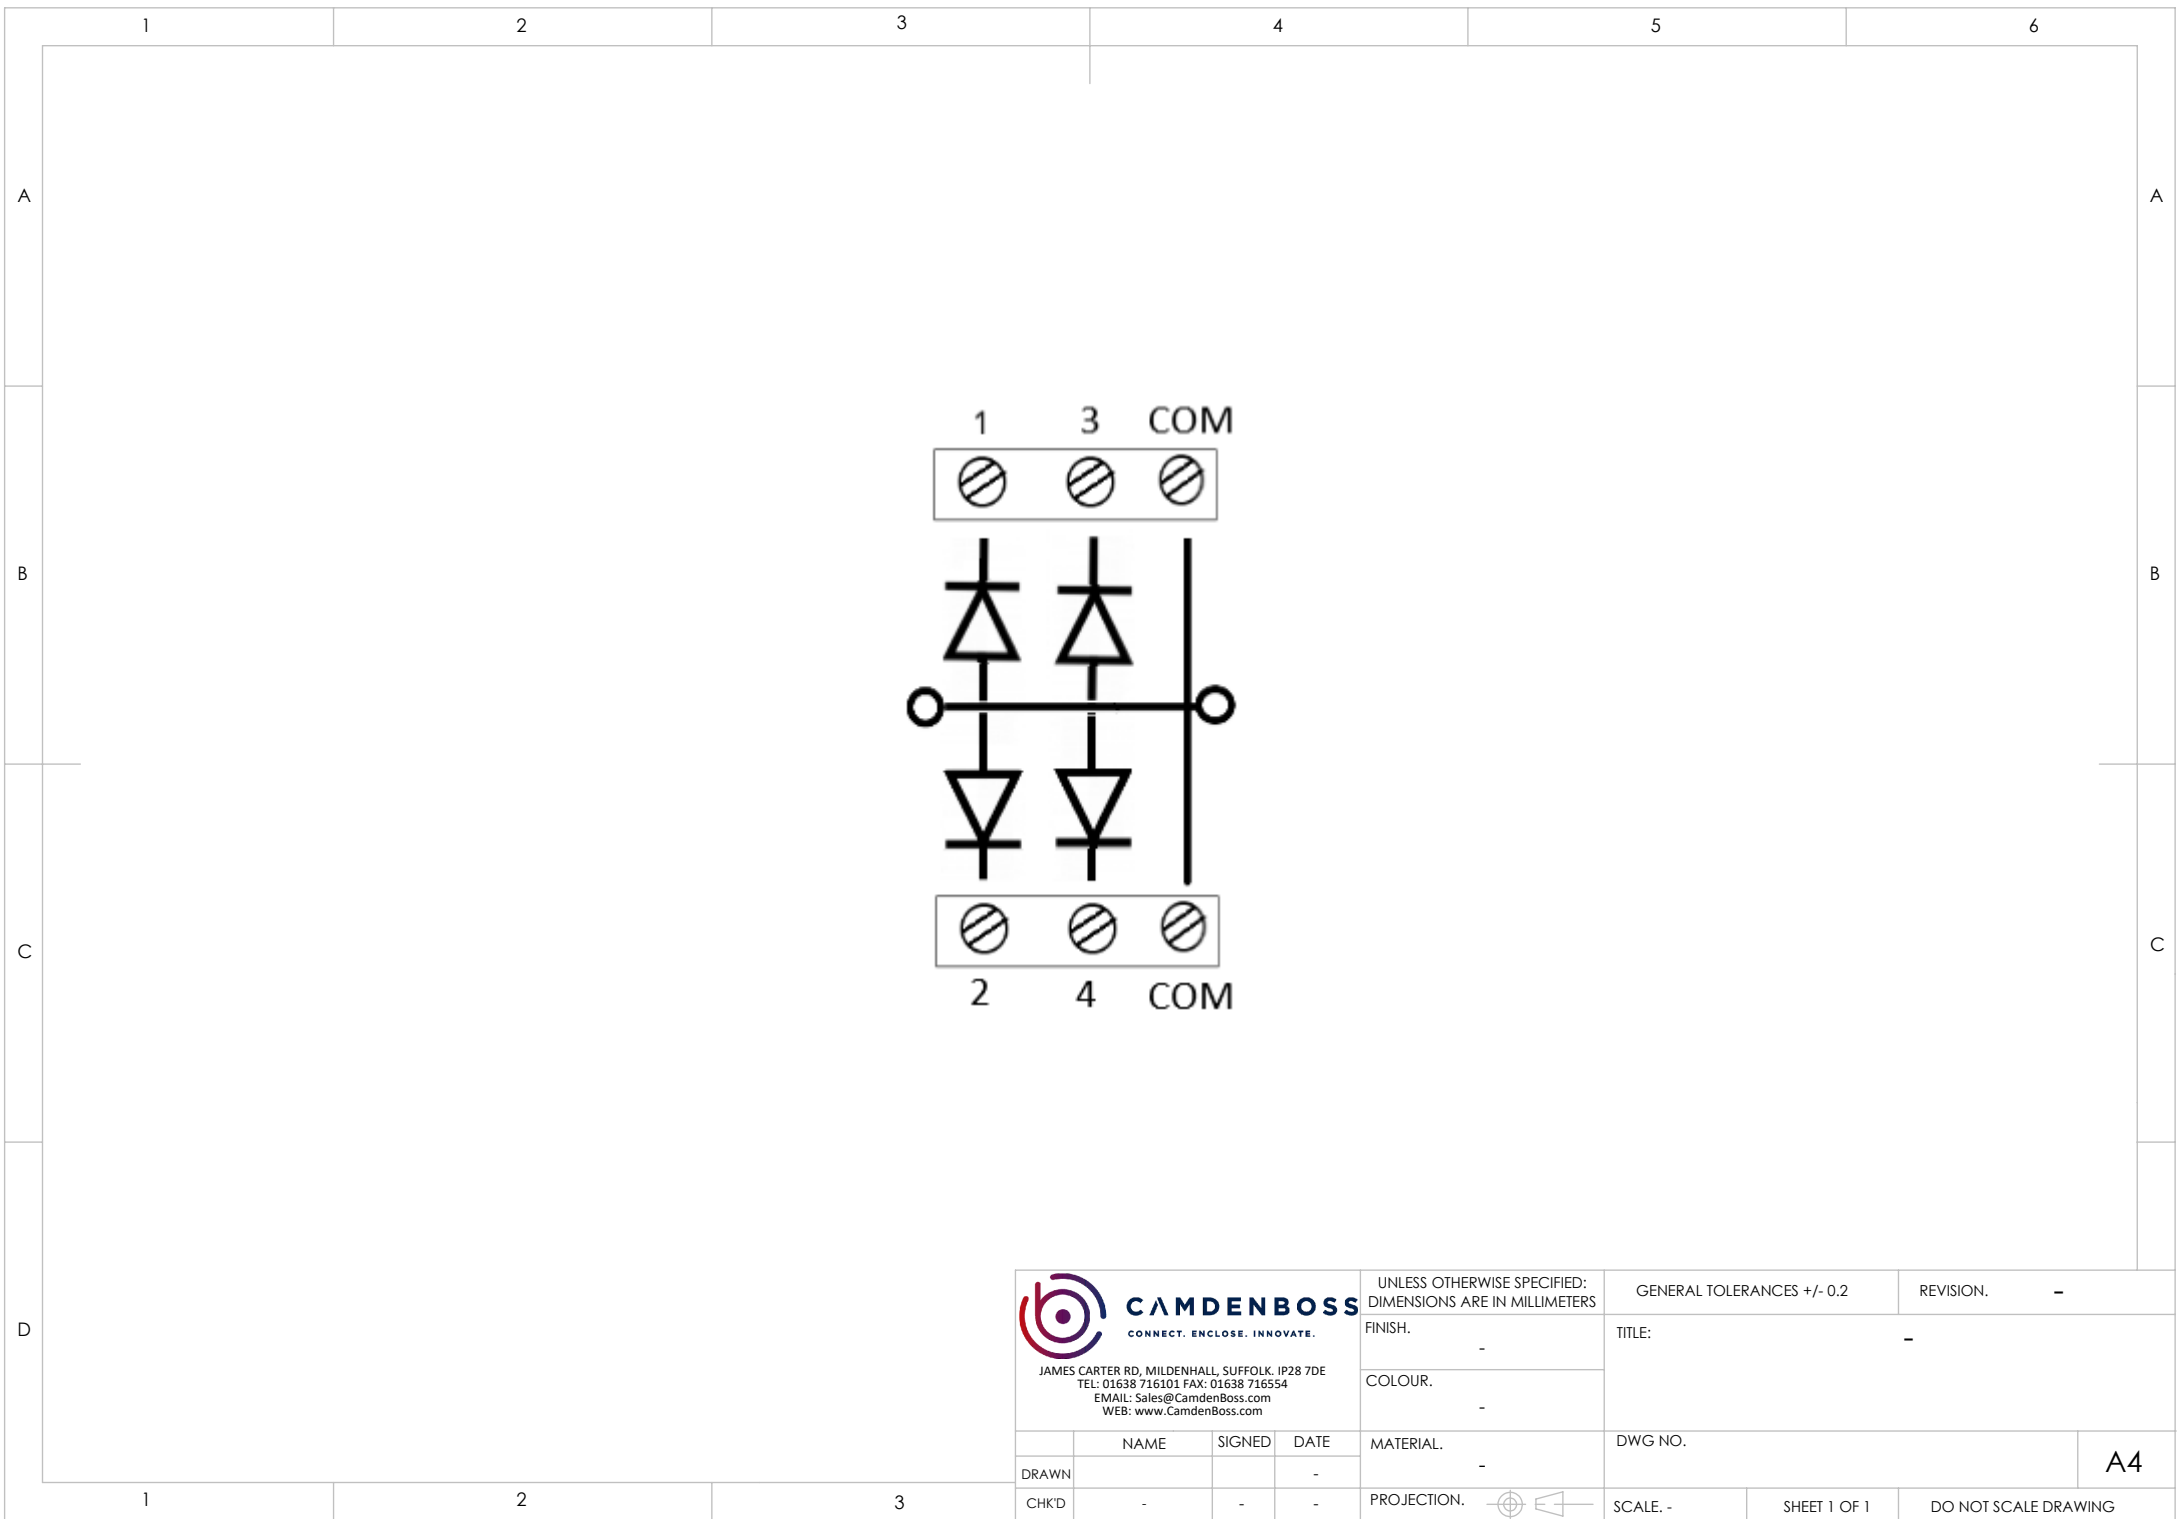 1 2 3 4 5 6
A A
1 3 COM
B B
C C
2 4 COM
D
CAMDENBOSS
CONNECT. ENCLOSE. INNOVATE.
JAMES CARTER RD, MILDENHALL, SUFFOLK. IP28 7DE
TEL: 01638 716101 FAX: 01638 716554
EMAIL: Sales@CamdenBoss.com
WEB: www.CamdenBoss.com
UNLESS OTHERWISE SPECIFIED:
DIMENSIONS ARE IN MILLIMETERS
GENERAL TOLERANCES +/- 0.2
REVISION. -
FINISH.
-
TITLE: -
COLOUR.
-
NAME SIGNED DATE
DRAWN -
CHK'D - - -
MATERIAL.
-
DWG NO.
A4
PROJECTION.
SCALE. -
SHEET 1 OF 1
DO NOT SCALE DRAWING
1 2 3